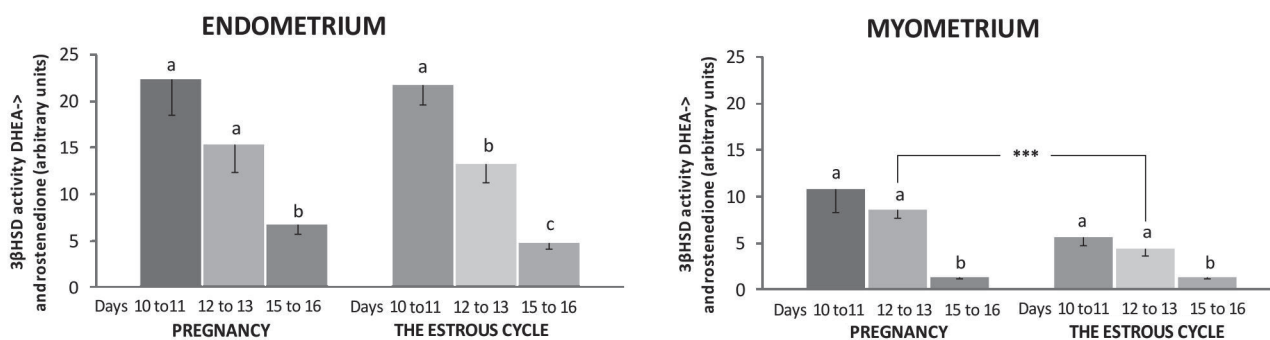 ENDOMETRIUM
3βHSD activity DHEA->
androstenedione (arbitrary units)
25
20
15
10
5
0
a
a
b
a
b
c
Days 10 to11 12 to 13 15 to 16 Days 10 to11 12 to 13 15 to 16
PREGNANCY THE ESTROUS CYCLE
MYOMETRIUM
3βHSD activity DHEA->
androstenedione (arbitrary units)
25
20
15
10
5
0
***
a
a
b
a
a
b
Days 10 to11 12 to 13 15 to 16 Days 10 to11 12 to 13 15 to 16
PREGNANCY THE ESTROUS CYCLE